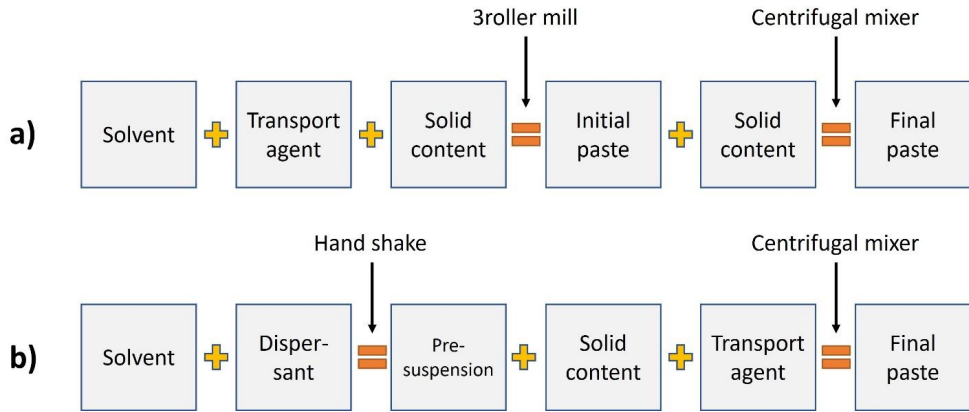 3roller mill
Centrifugal mixer
a)
Solvent
+
Transport
agent
+
Solid
content
=
Initial
paste
+
Solid
content
=
Final
paste
Hand shake
Centrifugal mixer
b)
Solvent
+
Disper-
sant
=
Pre-
suspension
+
Solid
content
+
Transport
agent
=
Final
paste